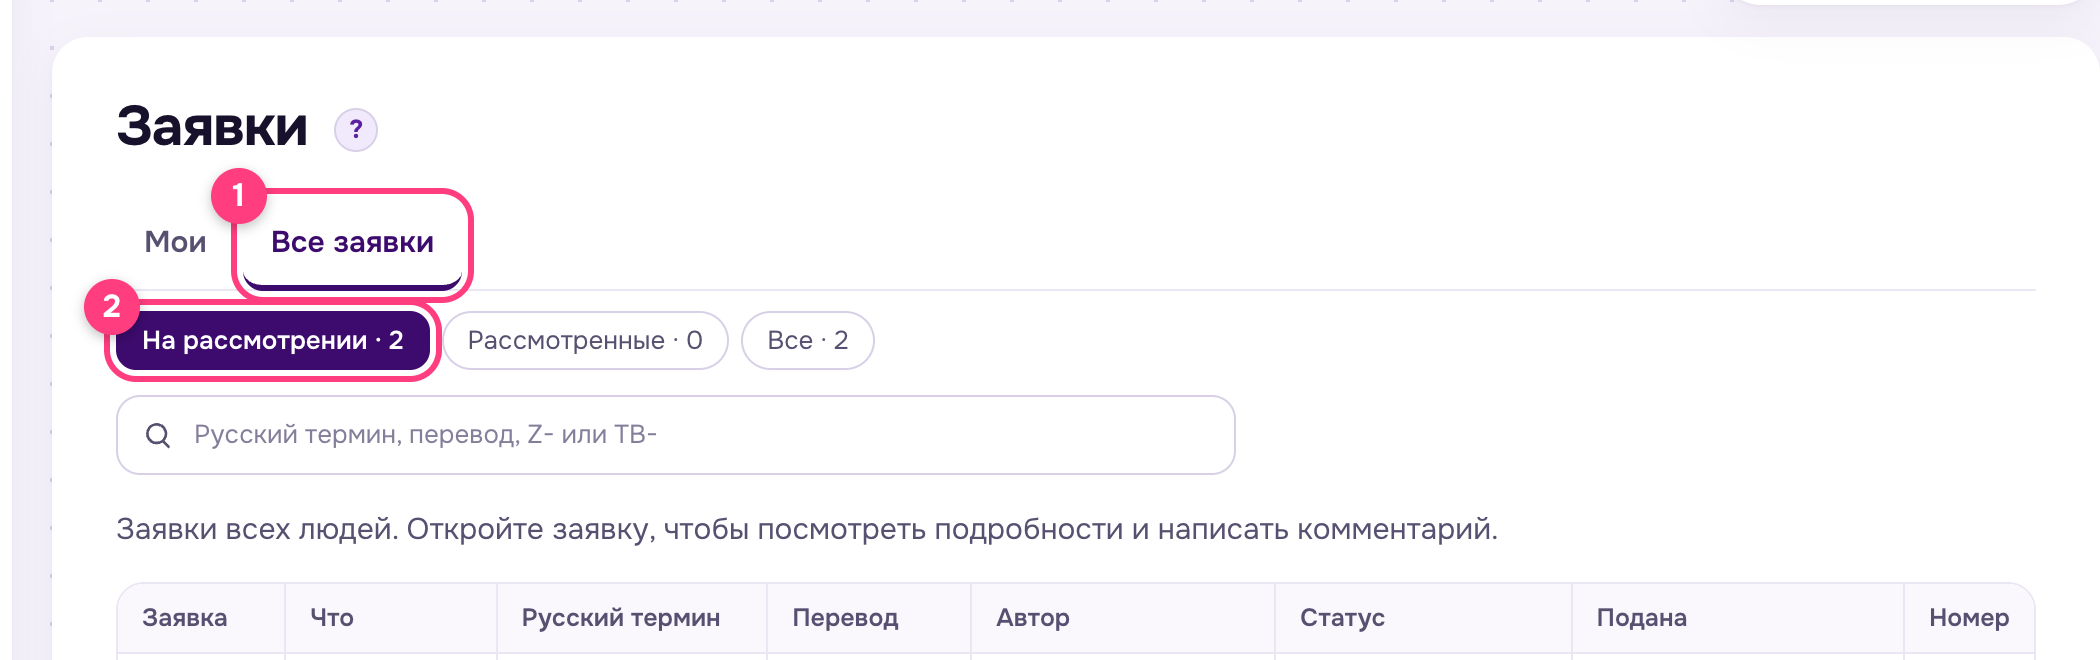 Заявки ?
1
Мои Все заявки
2
На рассмотрении · 2 Рассмотренные · 0 Все · 2
Русский термин, перевод, Z- или ТВ-
Заявки всех людей. Откройте заявку, чтобы посмотреть подробности и написать комментарий.
Заявка Что Русский термин Перевод Автор Статус Подана Номер